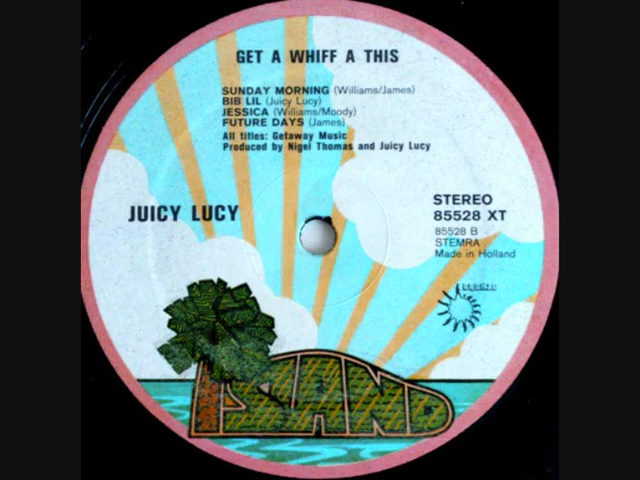 GET A WHIFF A THIS
SUNDAY MORNING (Williams/James)
BIB LIL (Juicy Lucy)
JESSICA (Williams/Moody)
FUTURE DAYS (James)
All titles: Getaway Music
Produced by Nigel Thomas and Juicy Lucy
JUICY LUCY
STEREO
85528 XT
85528 B
STEMRA
Made in Holland
BRONZE
ISLAND